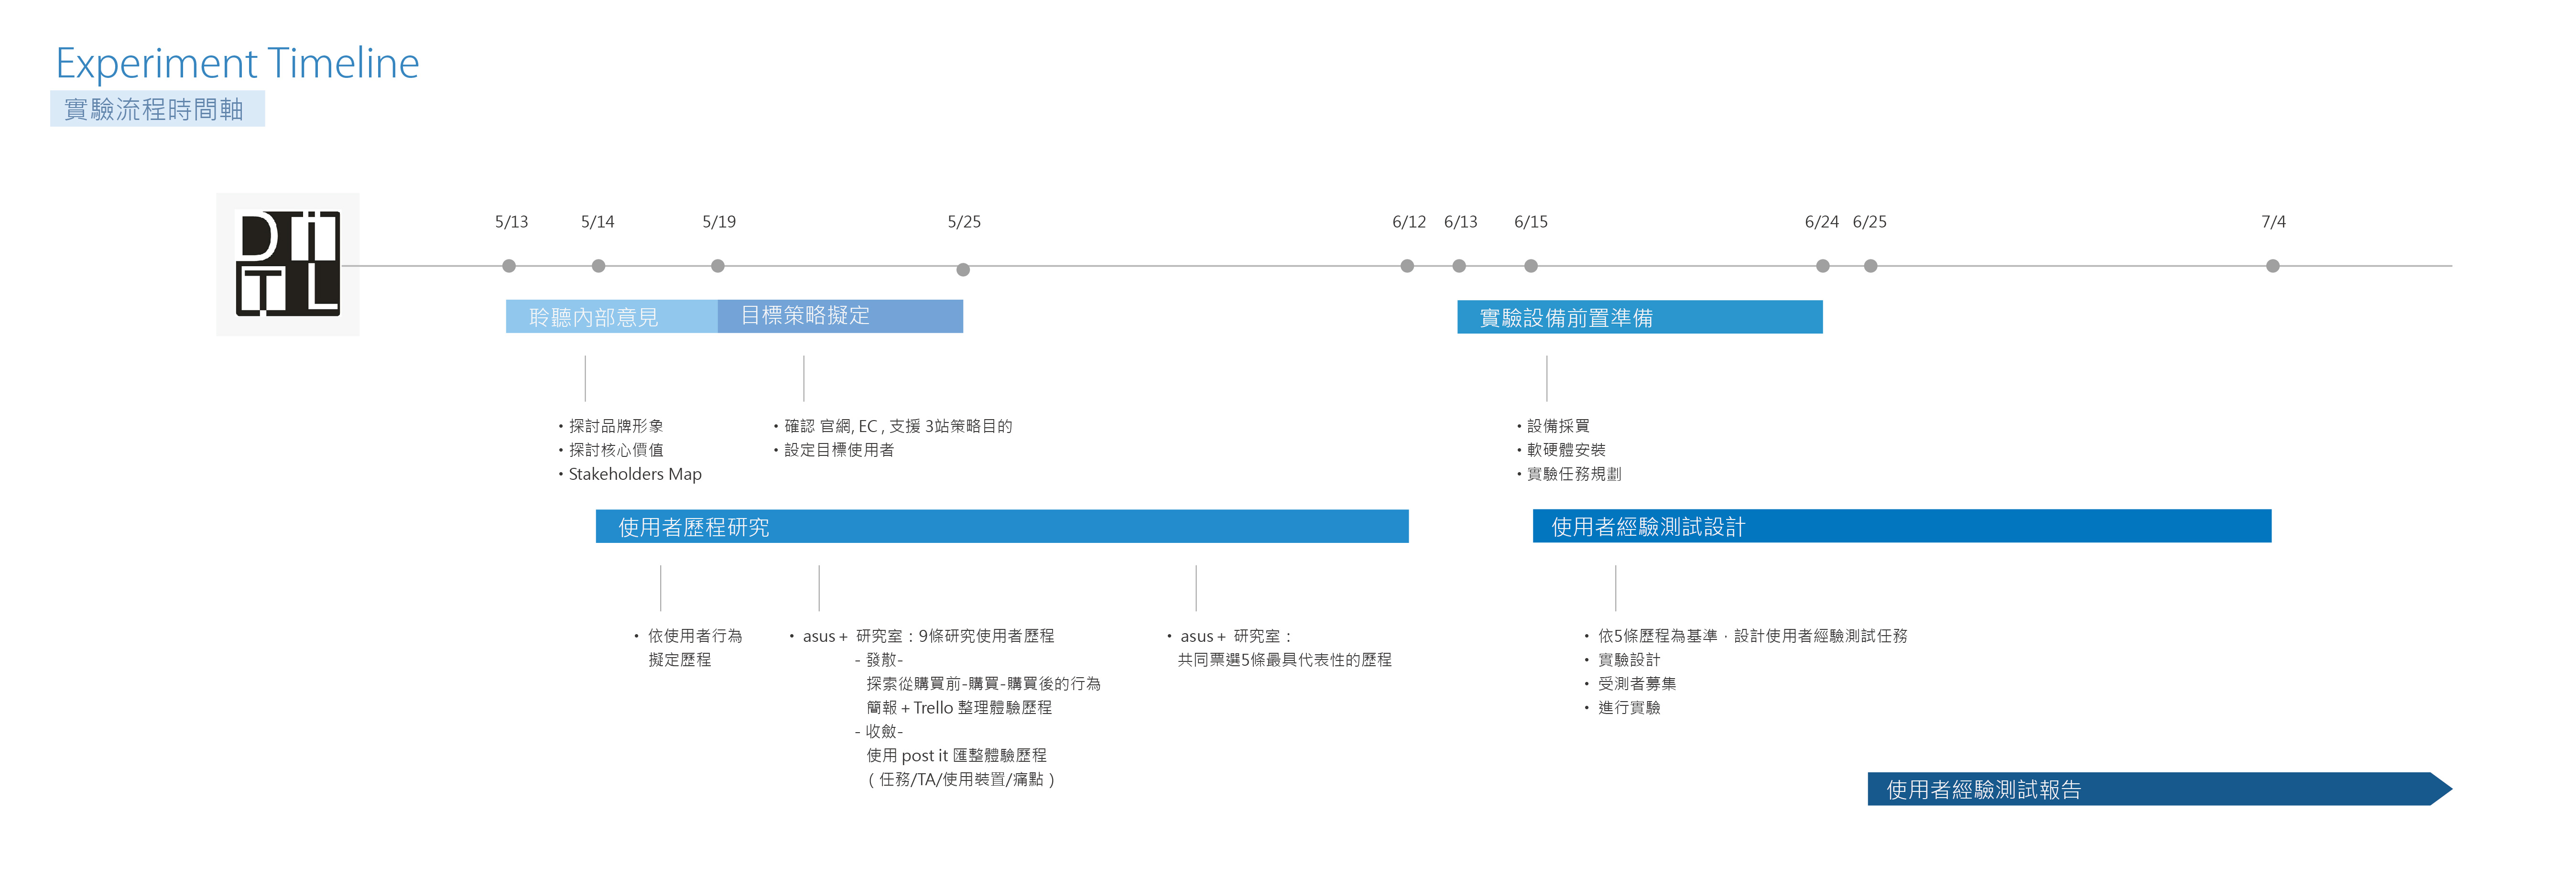 Experiment Timeline
實驗流程時間軸
DIITL
5/13
5/14
5/19
5/25
6/12
6/13
6/15
6/24
6/25
7/4
聆聽內部意見
目標策略擬定
實驗設備前置準備
• 探討品牌形象
• 探討核心價值
• Stakeholders Map
• 確認 官網, EC , 支援 3站策略目的
• 設定目標使用者
• 設備採買
• 軟硬體安裝
• 實驗任務規劃
使用者歷程研究
使用者經驗測試設計
• 依使用者行為
擬定歷程
• asus + 研究室：9條研究使用者歷程
- 發散-
探索從購買前-購買-購買後的行為
簡報 + Trello 整理體驗歷程
- 收斂-
使用 post it 匯整體驗歷程
( 任務/TA/使用裝置/痛點 )
• asus + 研究室：
共同票選5條最具代表性的歷程
• 依5條歷程為基準，設計使用者經驗測試任務
• 實驗設計
• 受測者募集
• 進行實驗
使用者經驗測試報告